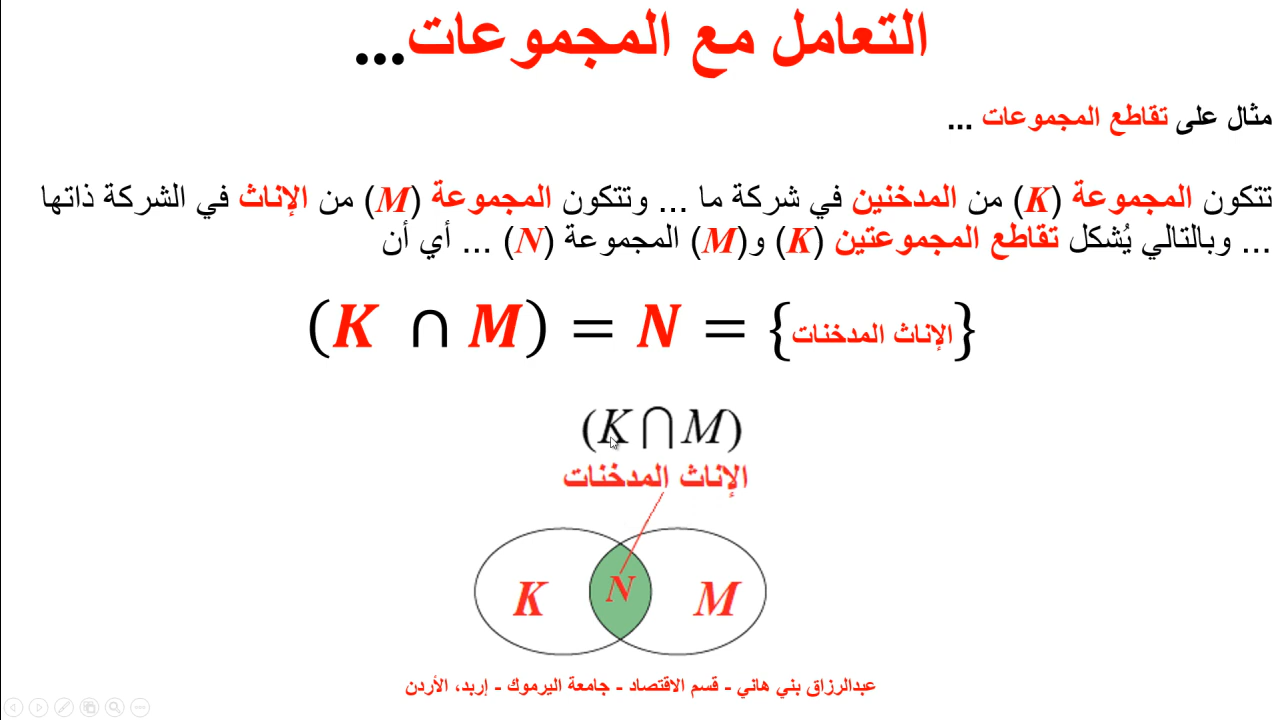 التعامل مع المجموعات...
مثال على تقاطع المجموعات ...
تتكون المجموعة (K) من المدخنين في شركة ما ... وتتكون المجموعة (M) من الإناث في الشركة ذاتها
... وبالتالي يُشكل تقاطع المجموعتين (K) و(M) المجموعة (N) ... أي أن
(K ∩ M) = N = {الإناث المدخنات}
(K ∩ M)
الإناث المدخنات
K N M
عبدالرزاق بني هاني - قسم الاقتصاد - جامعة اليرموك - إربد، الأردن